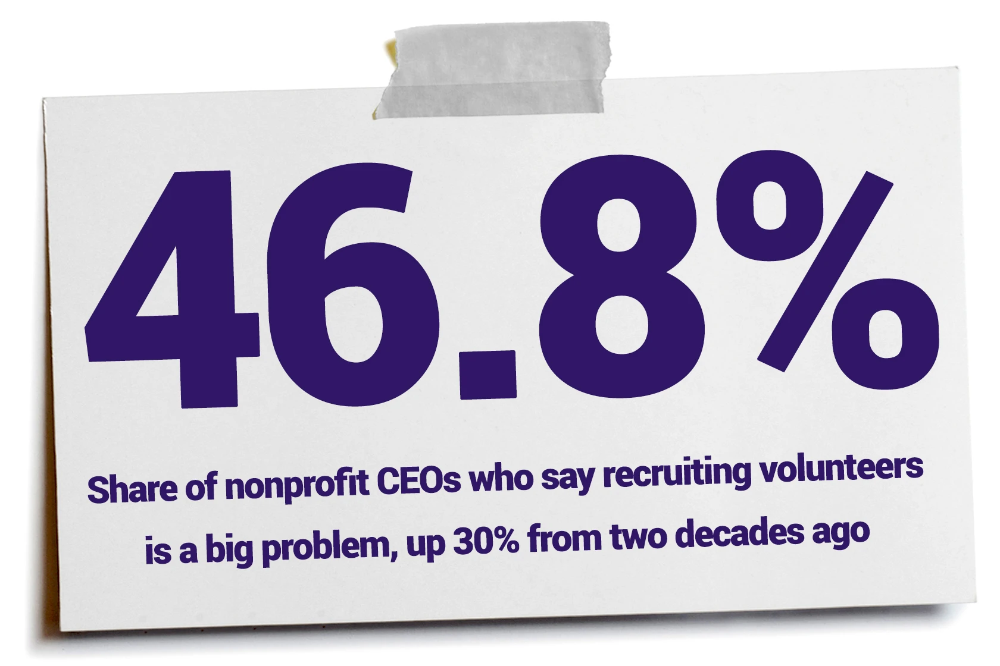 46.8%
Share of nonprofit CEOs who say recruiting volunteers
is a big problem, up 30% from two decades ago